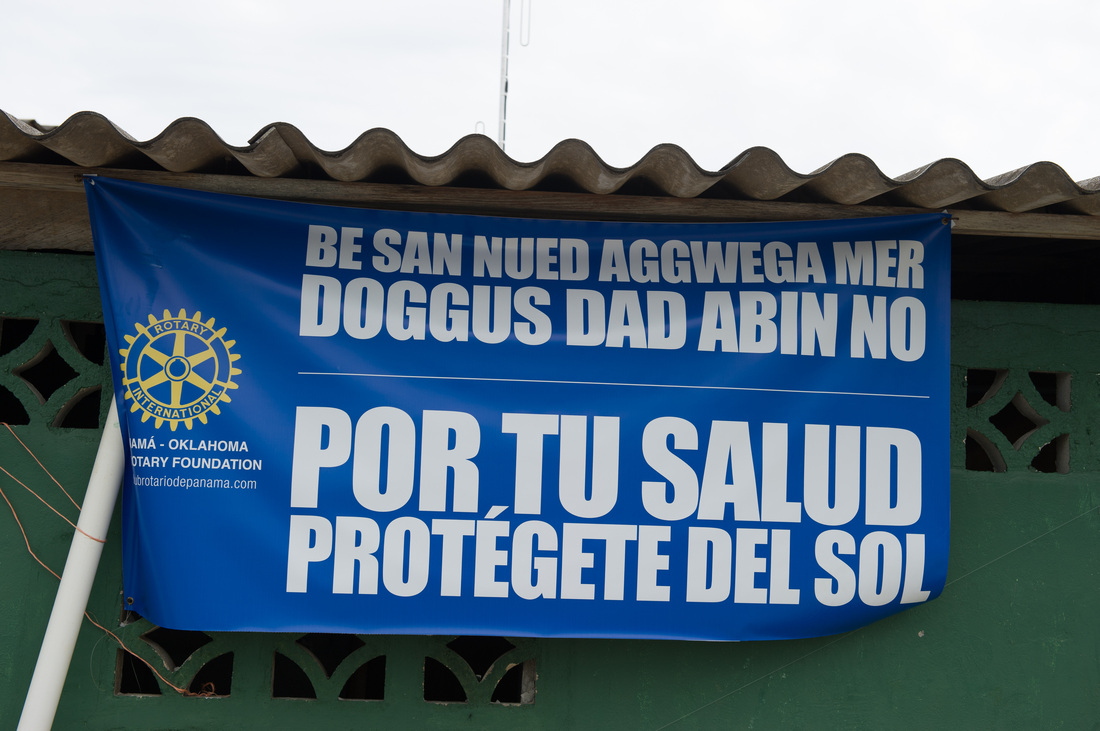 BE SAN NUED AGGWEGA MER
DOGGUS DAD ABIN NO
ROTARY
INTERNATIONAL
AMÁ - OKLAHOMA
OTARY FOUNDATION
ubrotariodepanama.com
POR TU SALUD
PROTÉGETE DEL SOL